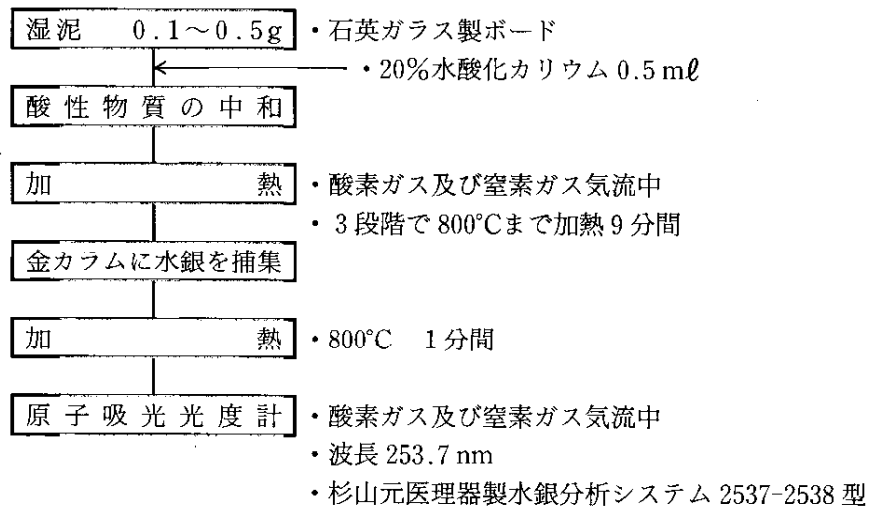 湿泥 0.1～0.5g ・石英ガラス製ボード
・20％水酸化カリウム 0.5 mℓ
酸性物質の中和
加熱 ・酸素ガス及び窒素ガス気流中
・3段階で 800℃まで加熱 9 分間
金カラムに水銀を捕集
加熱 ・800℃ 1分間
原子吸光光度計 ・酸素ガス及び窒素ガス気流中
・波長 253.7 nm
・杉山元医理器製水銀分析システム 2537-2538 型